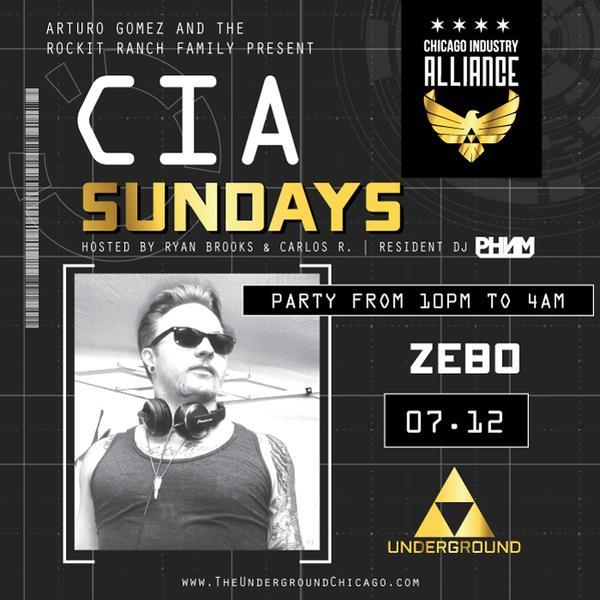 ARTURO GOMEZ AND THE
ROCKIT RANCH FAMILY PRESENT
CHICAGO INDUSTRY
ALLIANCE
CIA
SUNDAYS
HOSTED BY RYAN BROOKS & CARLOS R. | RESIDENT DJ PHNM
PARTY FROM 10PM TO 4AM
ZEBO
07.12
UNDERGROUND
WWW.THEUNDERGROUNDCHICAGO.COM